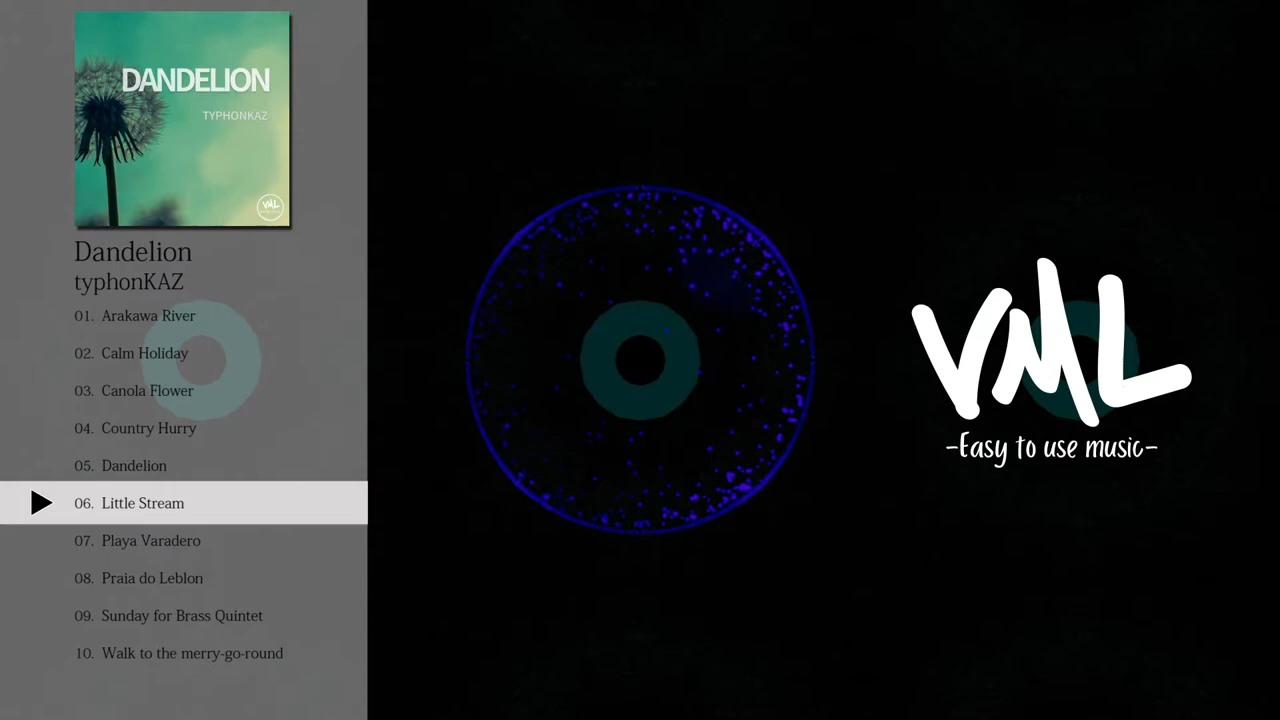 DANDELION
TYPHONKAZ
VML
Dandelion
typhonKAZ
01. Arakawa River
02. Calm Holiday
03. Canola Flower
04. Country Hurry
05. Dandelion
06. Little Stream
07. Playa Varadero
08. Praia do Leblon
09. Sunday for Brass Quintet
10. Walk to the merry-go-round
VML
-Easy to use music-